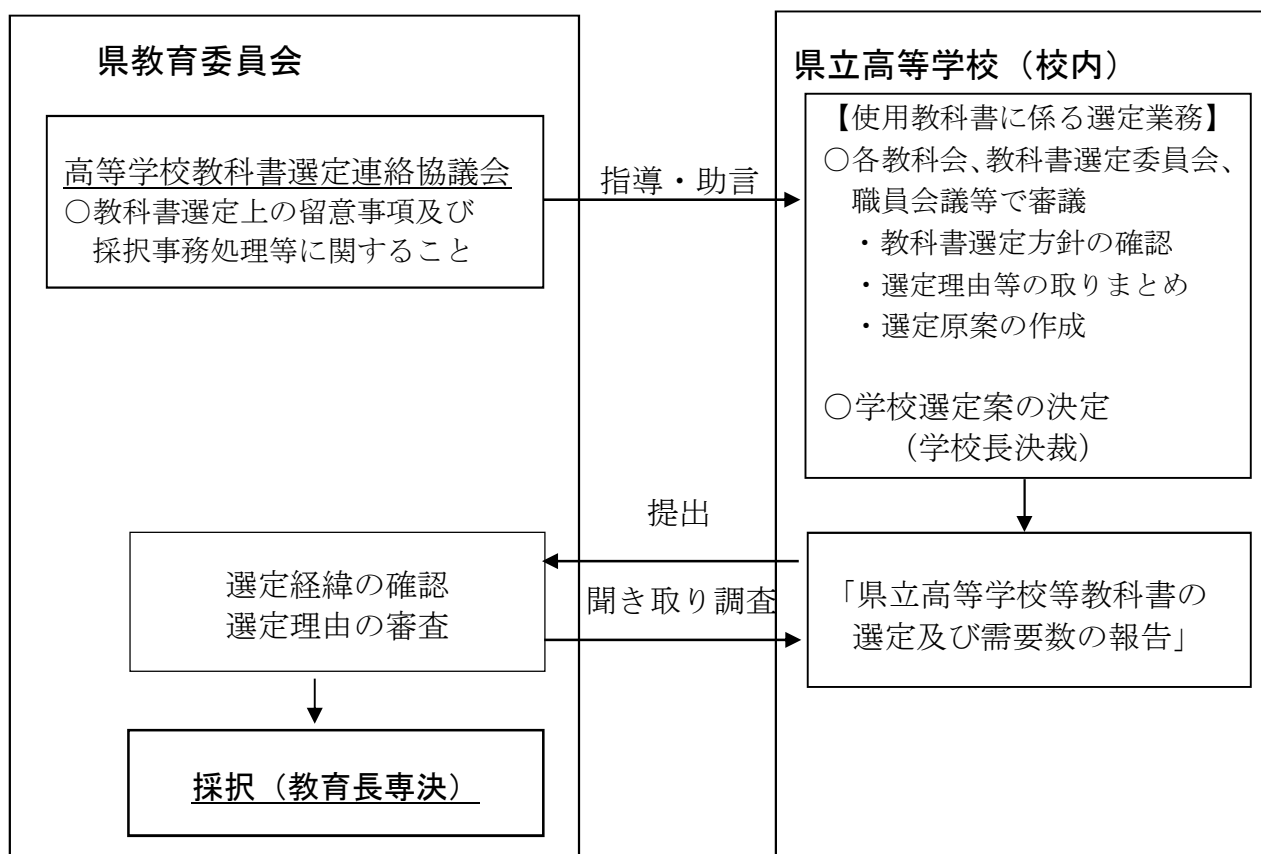 県教育委員会
高等学校教科書選定連絡協議会
○教科書選定上の留意事項及び
採択事務処理等に関すること
指導・助言
県立高等学校（校内）
【使用教科書に係る選定業務】
○各教科会、教科書選定委員会、
職員会議等で審議
・教科書選定方針の確認
・選定理由等の取りまとめ
・選定原案の作成
○学校選定案の決定
（学校長決裁）
提出
聞き取り調査
「県立高等学校等教科書の
選定及び需要数の報告」
選定経緯の確認
選定理由の審査
採択（教育長専決）